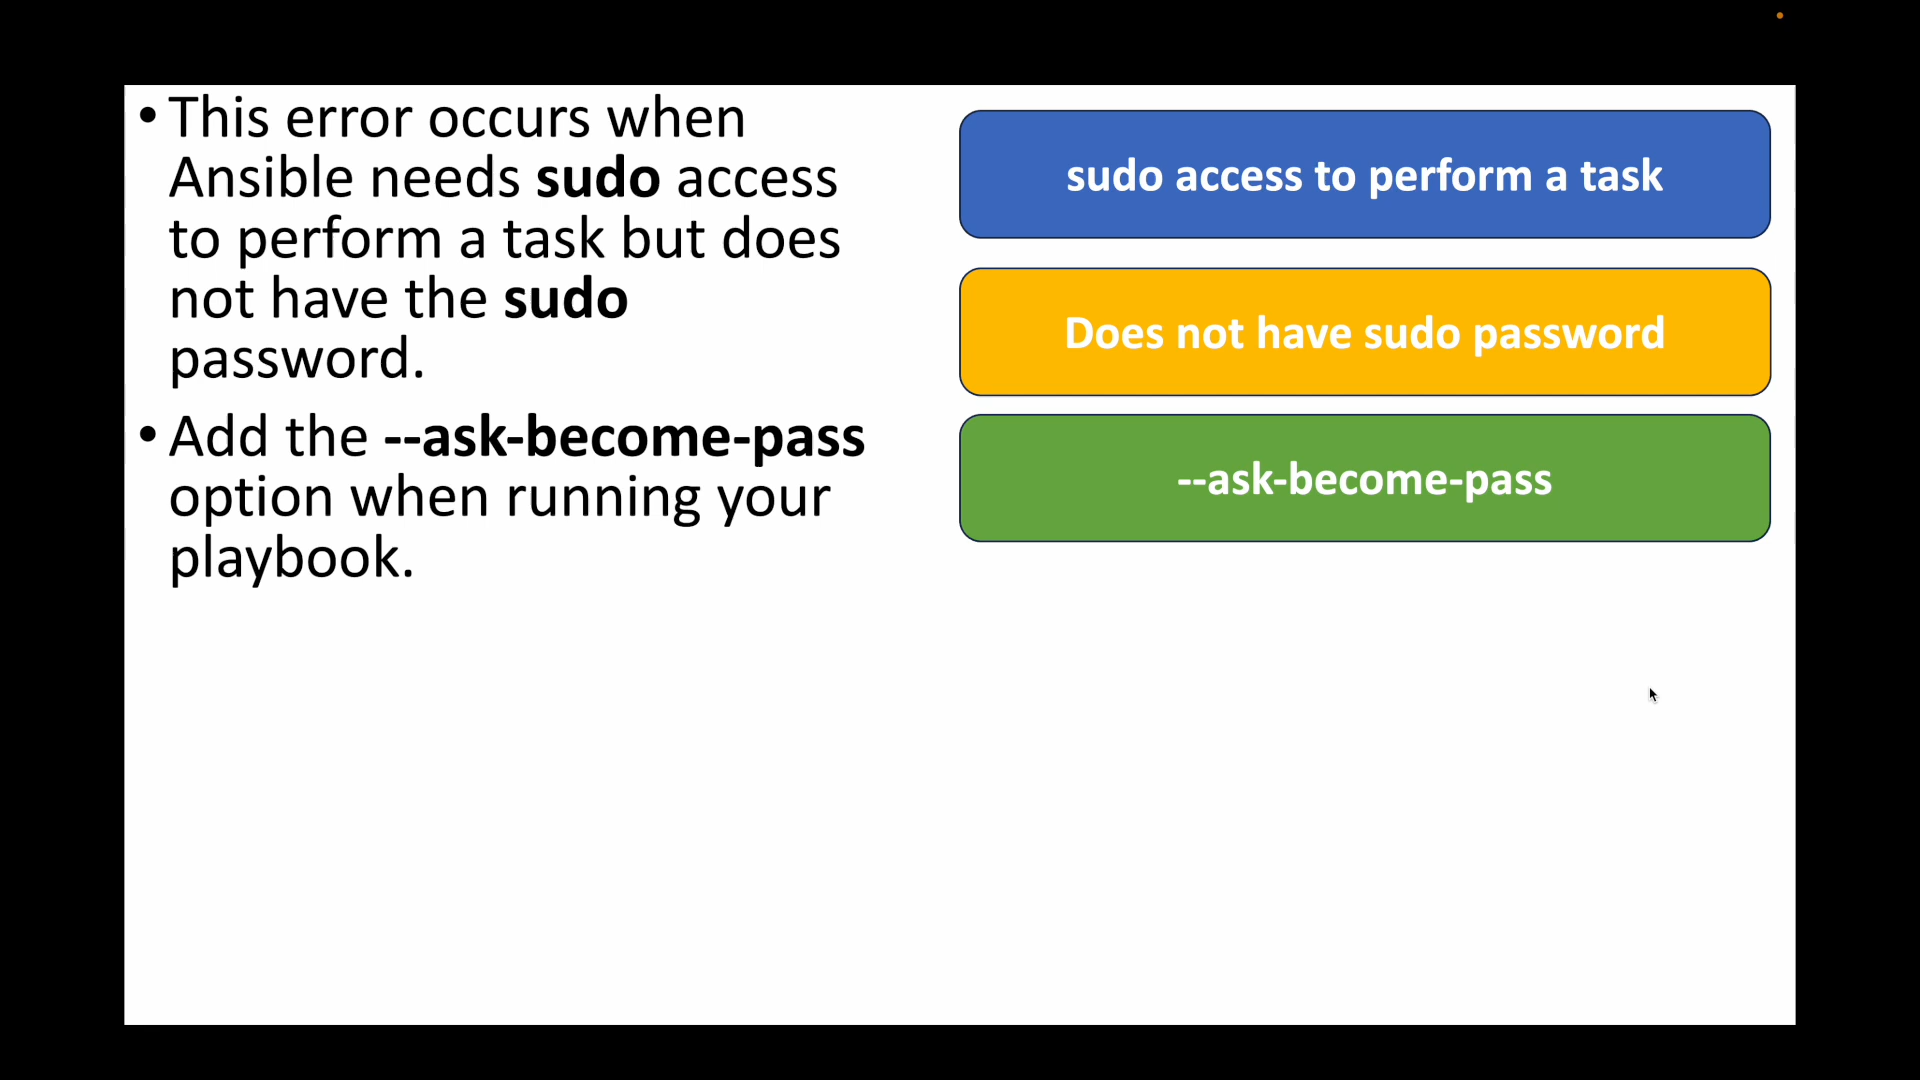 • This error occurs when
Ansible needs sudo access
to perform a task but does
not have the sudo
password.
• Add the --ask-become-pass
option when running your
playbook.
sudo access to perform a task
Does not have sudo password
--ask-become-pass